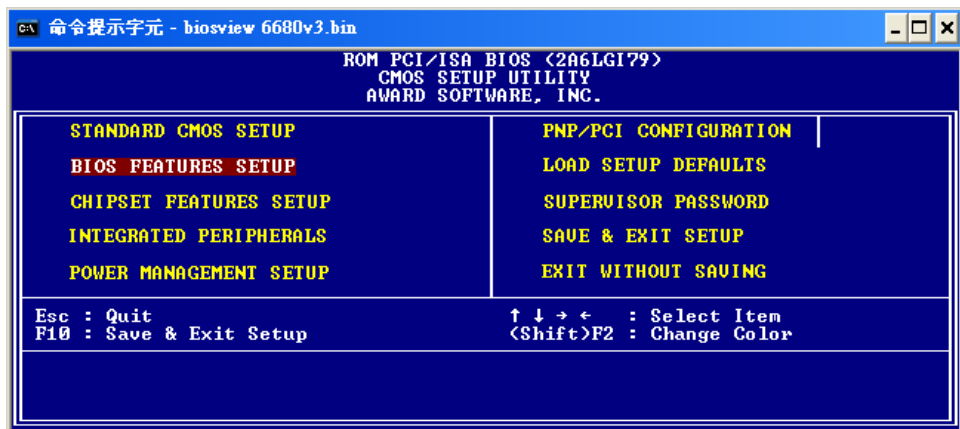 命令提示字元 - biosview 6680v3.bin
ROM PCI/ISA BIOS (2A6LGI79)
CMOS SETUP UTILITY
AWARD SOFTWARE, INC.
STANDARD CMOS SETUP
BIOS FEATURES SETUP
CHIPSET FEATURES SETUP
INTEGRATED PERIPHERALS
POWER MANAGEMENT SETUP
PNP/PCI CONFIGURATION
LOAD SETUP DEFAULTS
SUPERVISOR PASSWORD
SAVE & EXIT SETUP
EXIT WITHOUT SAVING
Esc : Quit
F10 : Save & Exit Setup
↑ ↓ → ← : Select Item
(Shift)F2 : Change Color